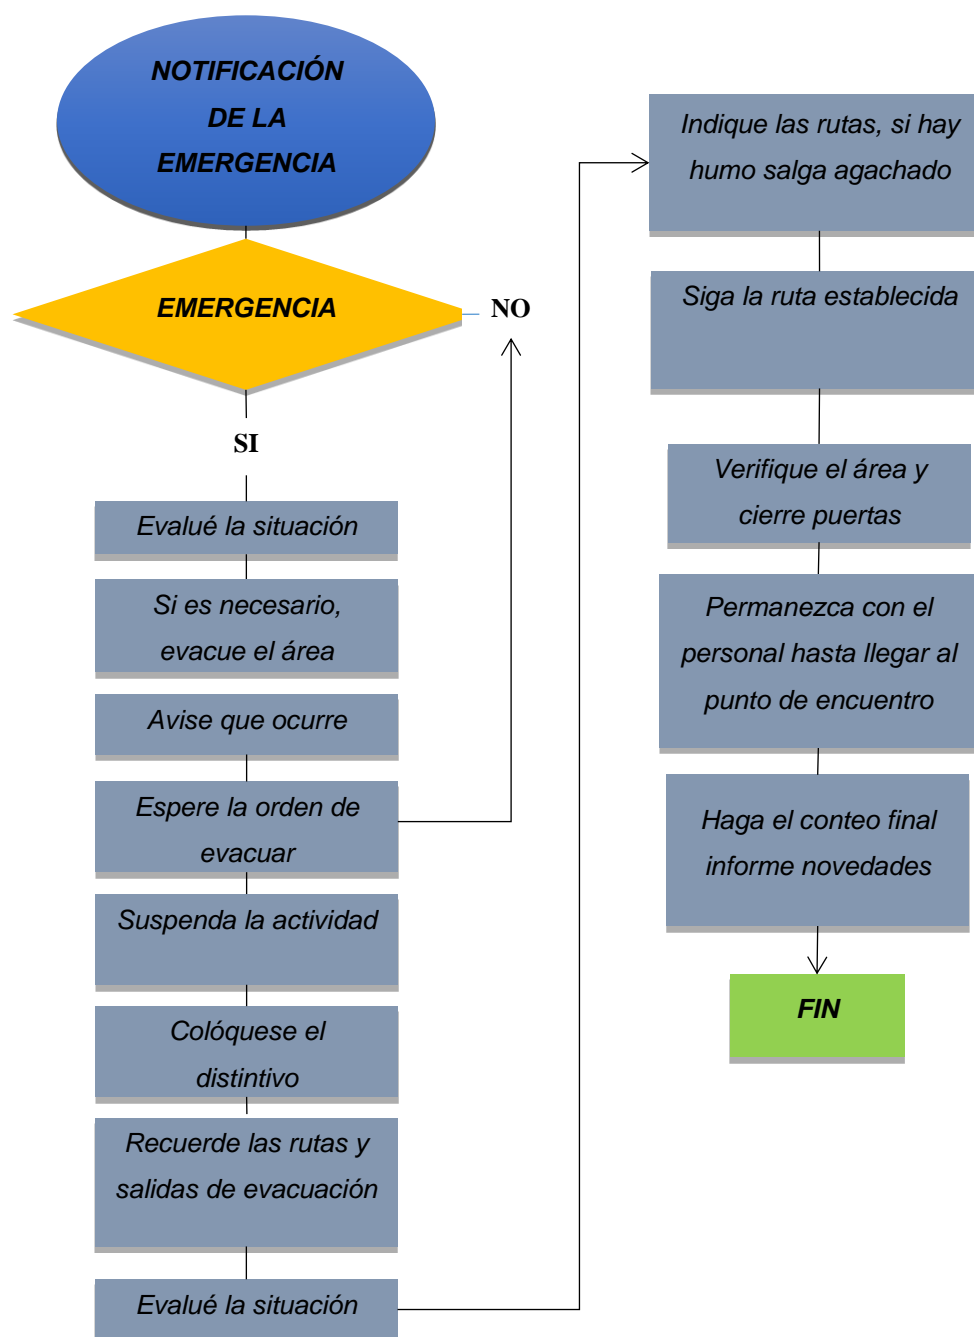 NOTIFICACIÓN
DE LA
EMERGENCIA
EMERGENCIA
NO
SI
Evalué la situación
Si es necesario,
evacue el área
Avise que ocurre
Espere la orden de
evacuar
Suspenda la actividad
Colóquese el
distintivo
Recuerde las rutas y
salidas de evacuación
Evalué la situación
Indique las rutas, si hay
humo salga agachado
Siga la ruta establecida
Verifique el área y
cierre puertas
Permanezca con el
personal hasta llegar al
punto de encuentro
Haga el conteo final
informe novedades
FIN